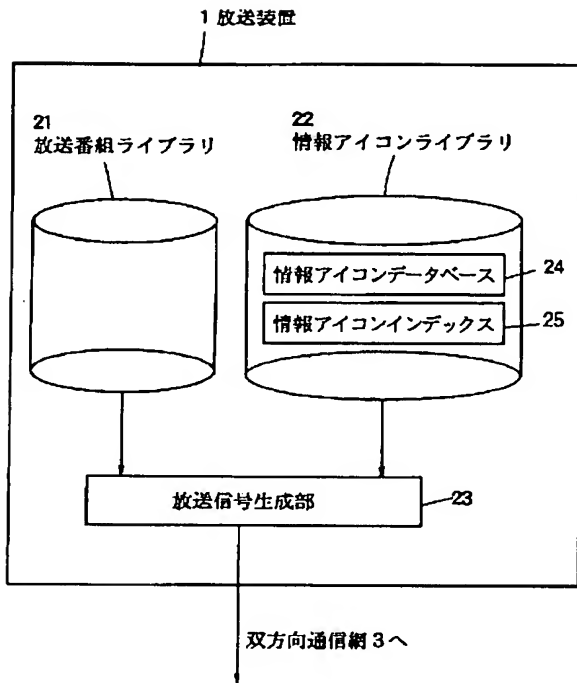 1 放送装置
21
放送番組ライブラリ
22
情報アイコンライブラリ
情報アイコンデータベース
24
情報アイコンインデックス
25
放送信号生成部
23
双方向通信網3へ